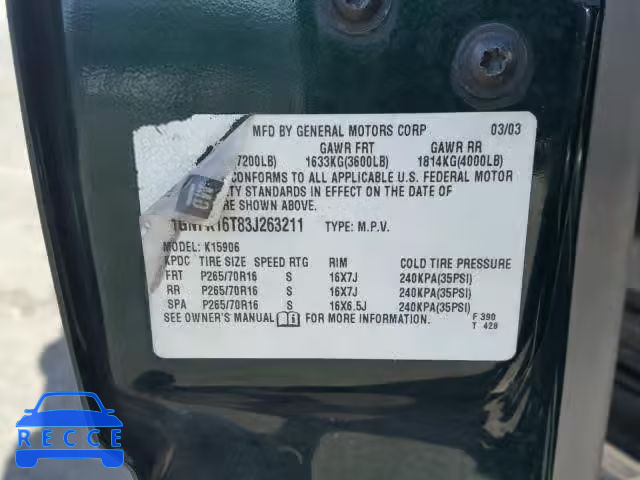 MFD BY GENERAL MOTORS CORP 03/03
GAWR FRT GAWR RR
7200LB) 1633KG(3600LB) 1814KG(4000LB)
CONFORMS TO ALL APPLICABLE U.S. FEDERAL MOTOR
TY STANDARDS IN EFFECT ON THE DATE OF
RE SHOWN ABOVE.
K16T83J263211 TYPE: M.P.V.
MODEL: K15906
KPDC TIRE SIZE SPEED RTG RIM COLD TIRE PRESSURE
FRT P265/70R16 S 16X7J 240KPA(35PSI)
RR P265/70R16 S 16X7J 240KPA(35PSI)
SPA P265/70R16 S 16X6.5J 240KPA(35PSI)
SEE OWNER'S MANUAL FOR MORE INFORMATION.
F 390
T 428
RECCE